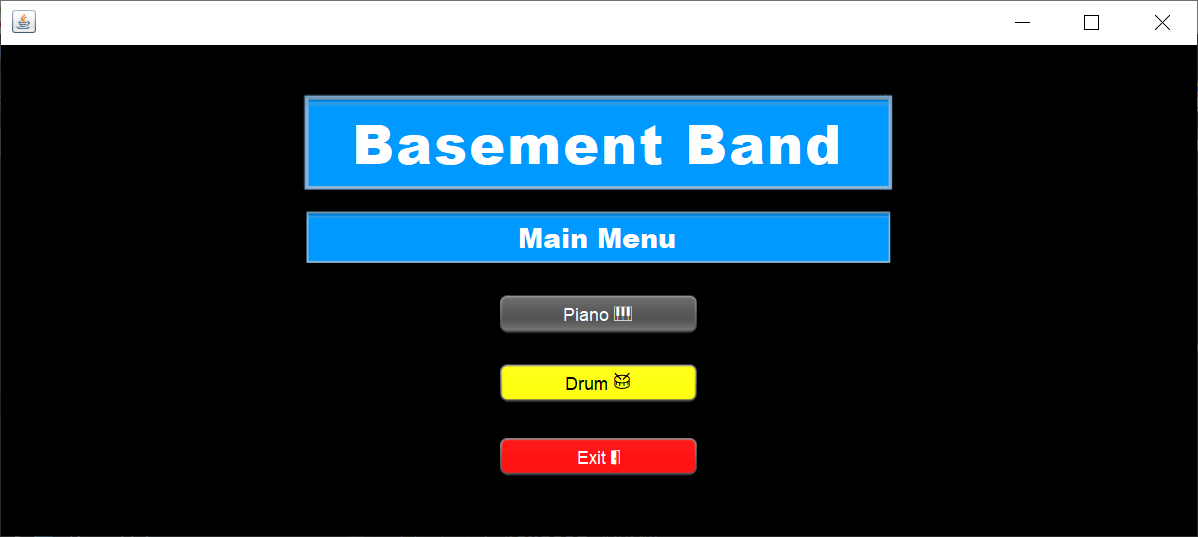 Basement Band
Main Menu
Piano 🎹
Drum 🥁
Exit 🚪